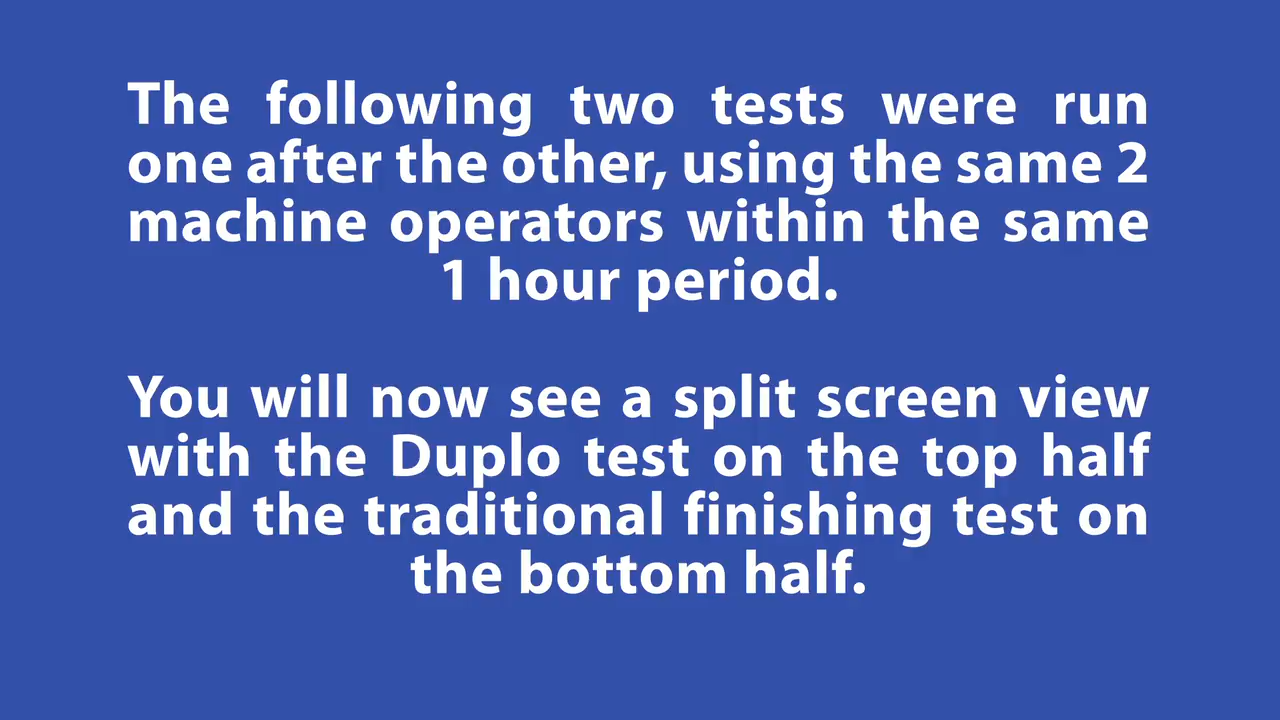 The following two tests were run
one after the other, using the same 2
machine operators within the same
1 hour period.
You will now see a split screen view
with the Duplo test on the top half
and the traditional finishing test on
the bottom half.